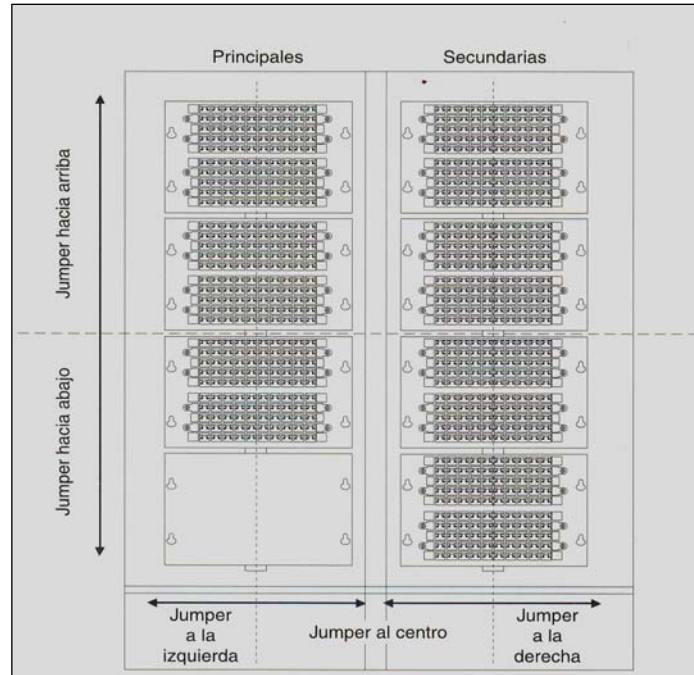 Principales
Secundarias
Jumper hacia arriba
Jumper hacia abajo
Jumper
a la
izquierda
Jumper al centro
Jumper
a la
derecha